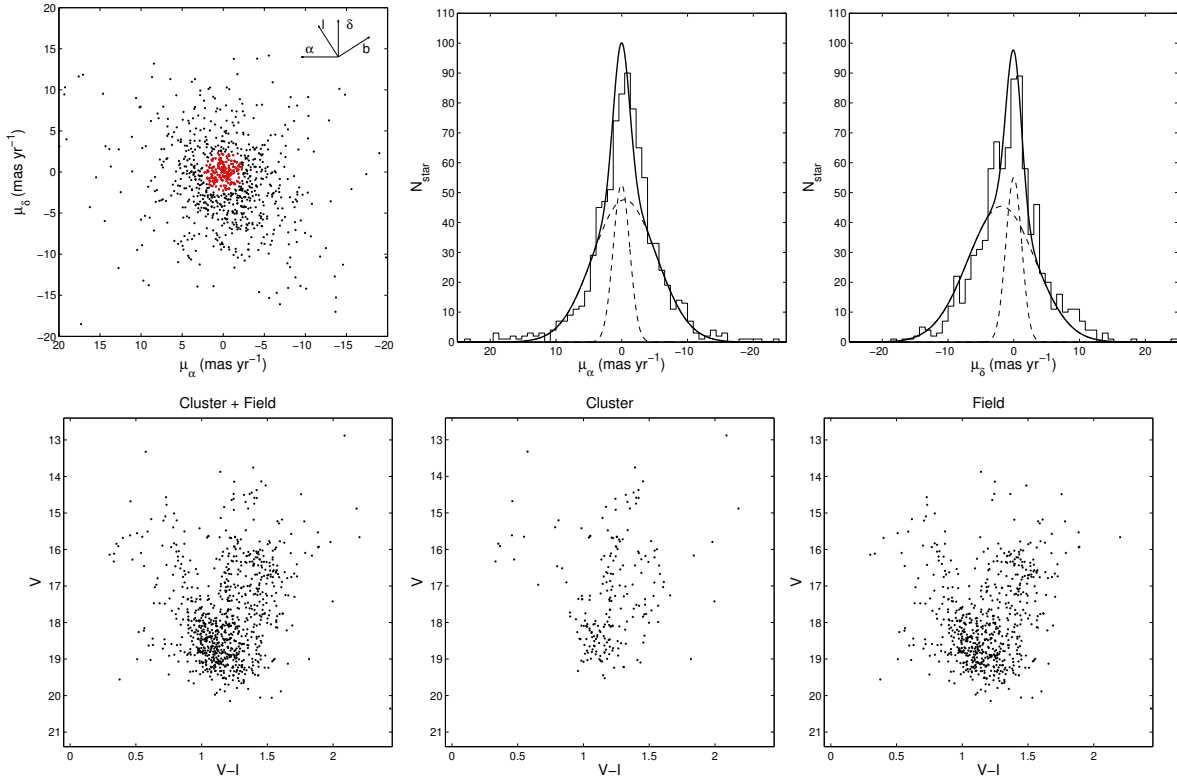 20
15
10
5
0
−5
−10
−15
−20
20 15 10 5 0 −5 −10 −15 −20
μδ (mas yr−1)
μα (mas yr−1)
l δ
α b
110
100
90
80
70
60
50
40
30
20
10
0
20 10 0 −10 −20
Nstar
μα (mas yr−1)
110
100
90
80
70
60
50
40
30
20
10
0
−20 −10 0 10 20
Nstar
μδ (mas yr−1)
Cluster + Field
13
14
15
16
17
18
19
20
21
0 0.5 1 1.5 2
V
V−I
Cluster
13
14
15
16
17
18
19
20
21
0 0.5 1 1.5 2
V
V−I
Field
13
14
15
16
17
18
19
20
21
0 0.5 1 1.5 2
V
V−I